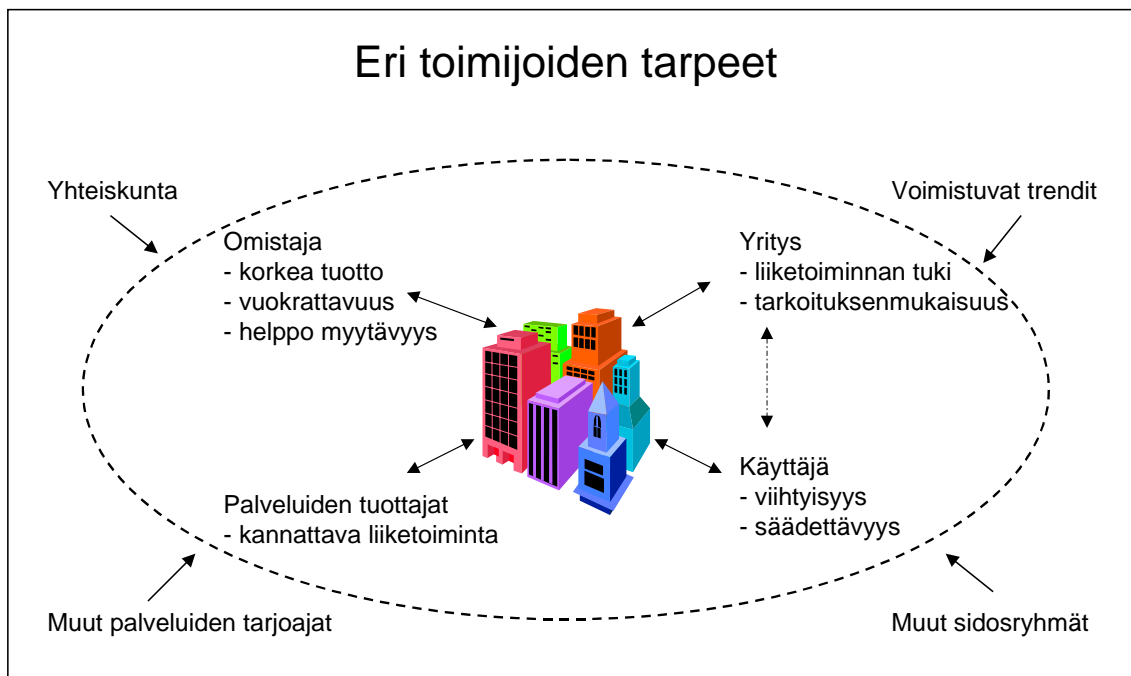 Eri toimijoiden tarpeet
Yhteiskunta
Voimistuvat trendit
Omistaja
- korkea tuotto
- vuokrattavuus
- helppo myytävyys
Yritys
- liiketoiminnan tuki
- tarkoituksenmukaisuus
Palveluiden tuottajat
- kannattava liiketoiminta
Käyttäjä
- viihtyisyys
- säädettävyys
Muut palveluiden tarjoajat
Muut sidosryhmät